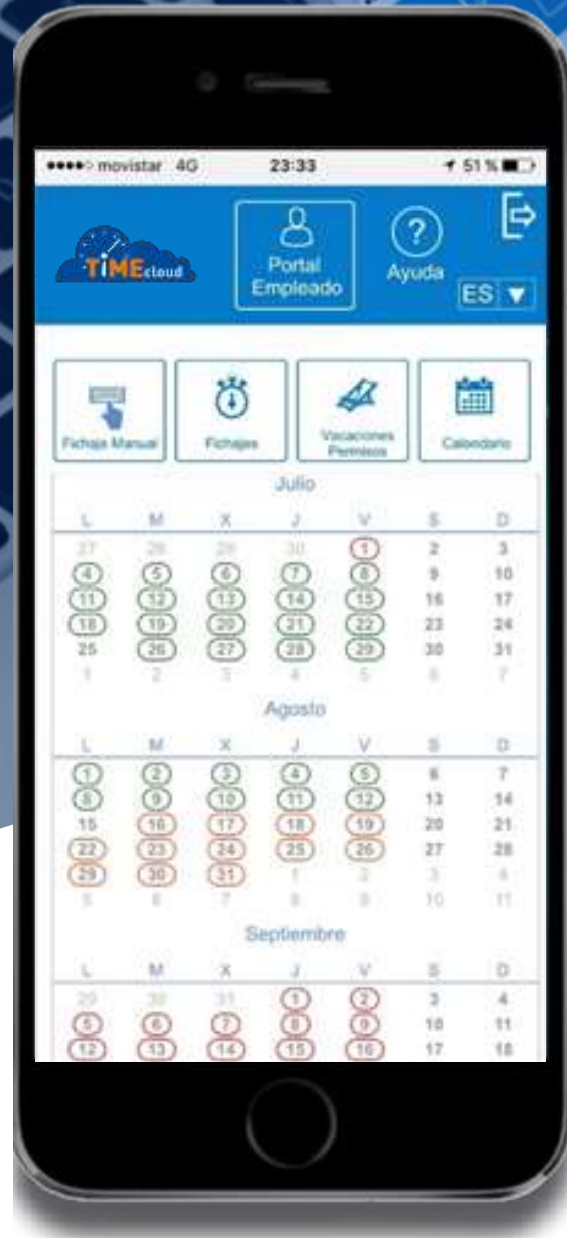 movistar 4G 23:33 51 %
TiMEcloud
Portal
Empleado
?
Ayuda
ES
Fichaje Manual
Fichajes
Vacaciones
Permisos
Calendario
Julio
L M X J V S D
27 28 29 30 1 2 3
4 5 6 7 8 9 10
11 12 13 14 15 16 17
18 19 20 21 22 23 24
25 26 27 28 29 30 31
1 2 3 4 5 6 7
Agosto
L M X J V S D
1 2 3 4 5 6 7
8 9 10 11 12 13 14
15 16 17 18 19 20 21
22 23 24 25 26 27 28
29 30 31 1 2 3 4
5 6 7 8 9 10 11
Septiembre
L M X J V S D
29 30 31 1 2 3 4
5 6 7 8 9 10 11
12 13 14 15 16 17 18